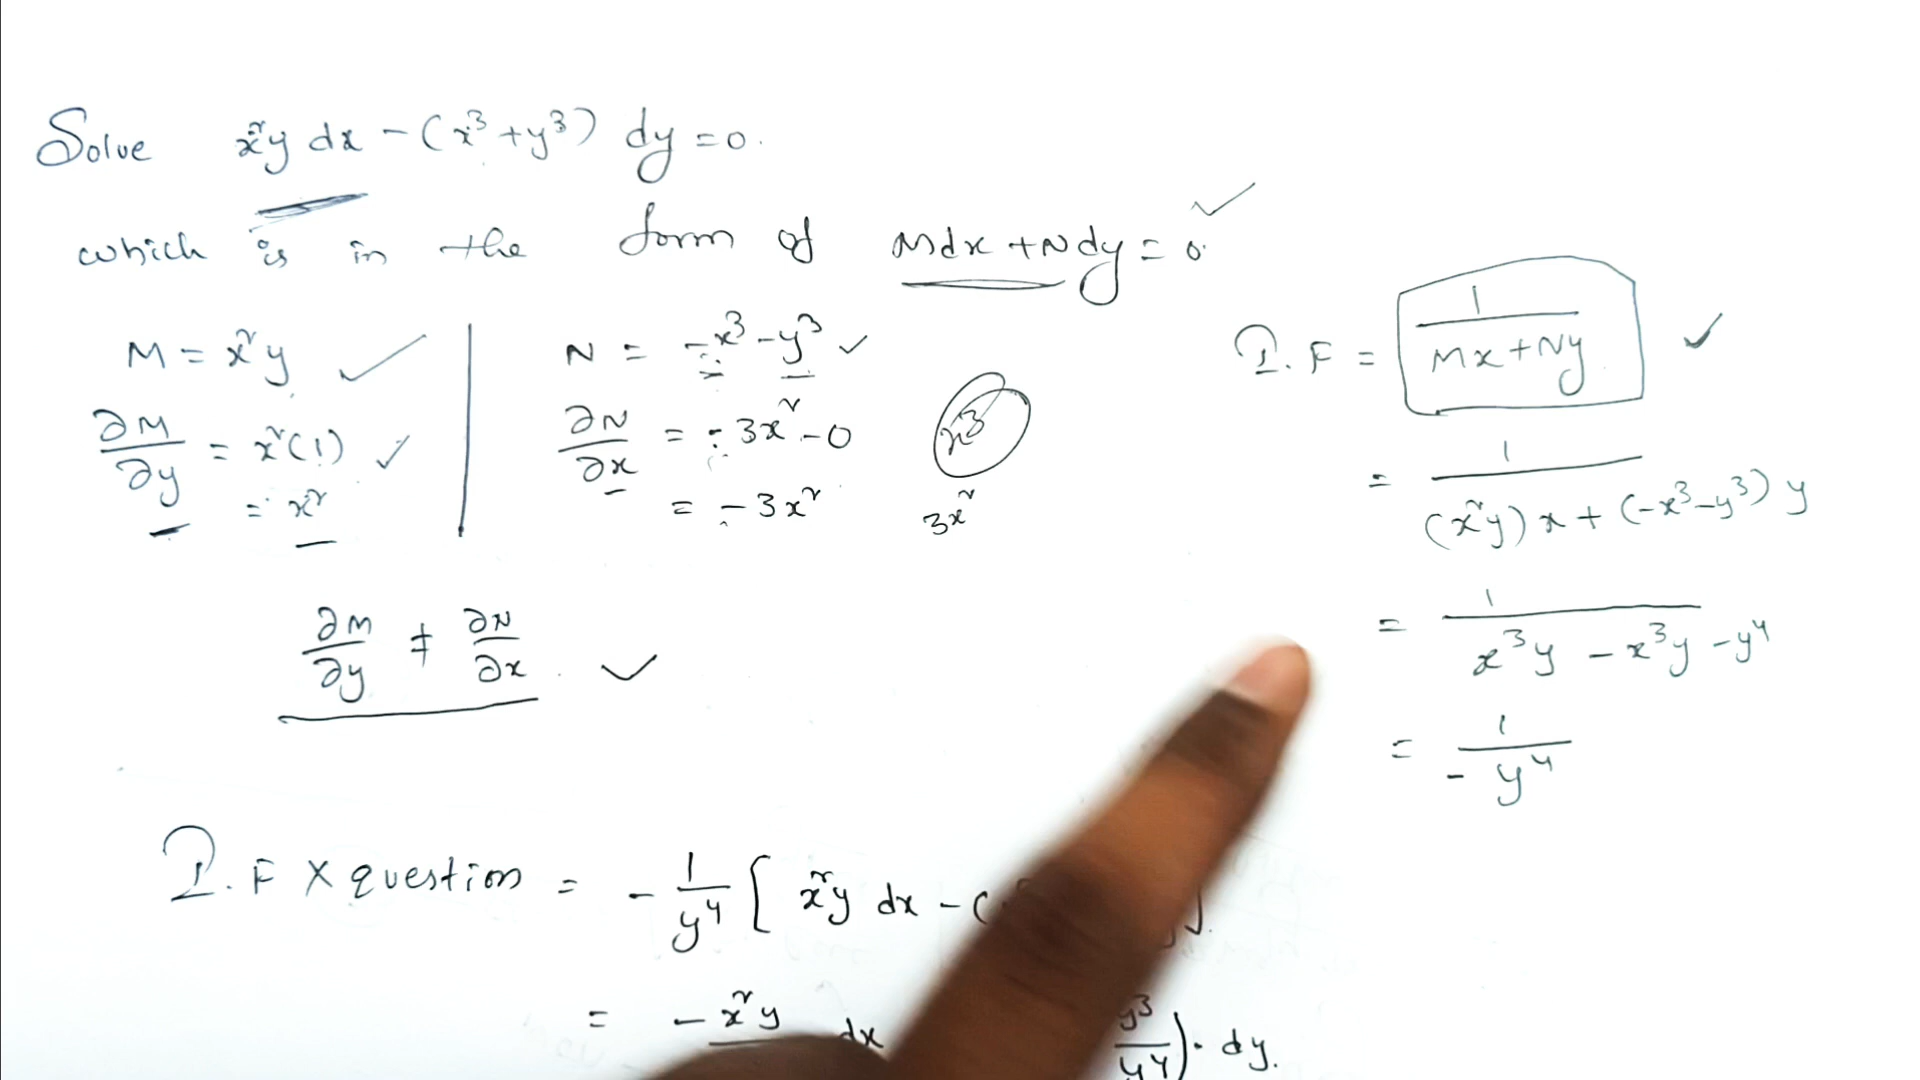 Solve x²y dx - (x³+y³) dy = 0.
which is in the form of Mdx + Ndy = 0.
M = x²y
∂M/∂y = x²(1)
= x²
N = -x³ - y³
∂N/∂x = -3x² - 0
= -3x²
x³
3x²
∂M/∂y ≠ ∂N/∂x
I.F = 1/(Mx+Ny)
= 1/((x²y)x + (-x³-y³)y)
= 1/(x³y - x³y - y⁴)
= 1/-y⁴
I.F X question = -1/y⁴ [ x²y dx - (
= -x²y dx y³/y⁴) · dy.